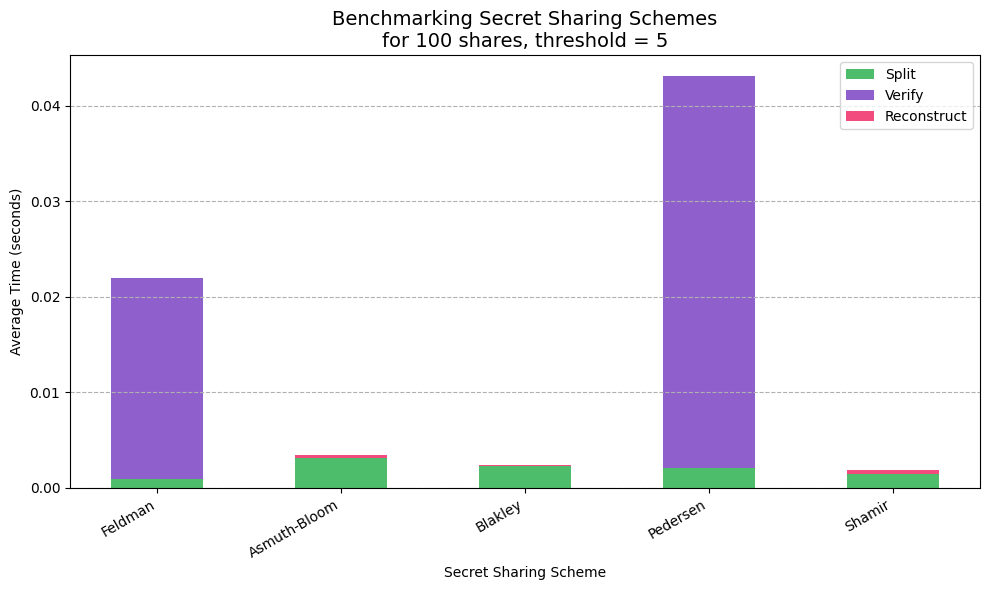 Benchmarking Secret Sharing Schemes
for 100 shares, threshold = 5
Split
Verify
Reconstruct
Average Time (seconds)
0.04
0.03
0.02
0.01
0.00
Feldman
Asmuth-Bloom
Blakley
Pedersen
Shamir
Secret Sharing Scheme